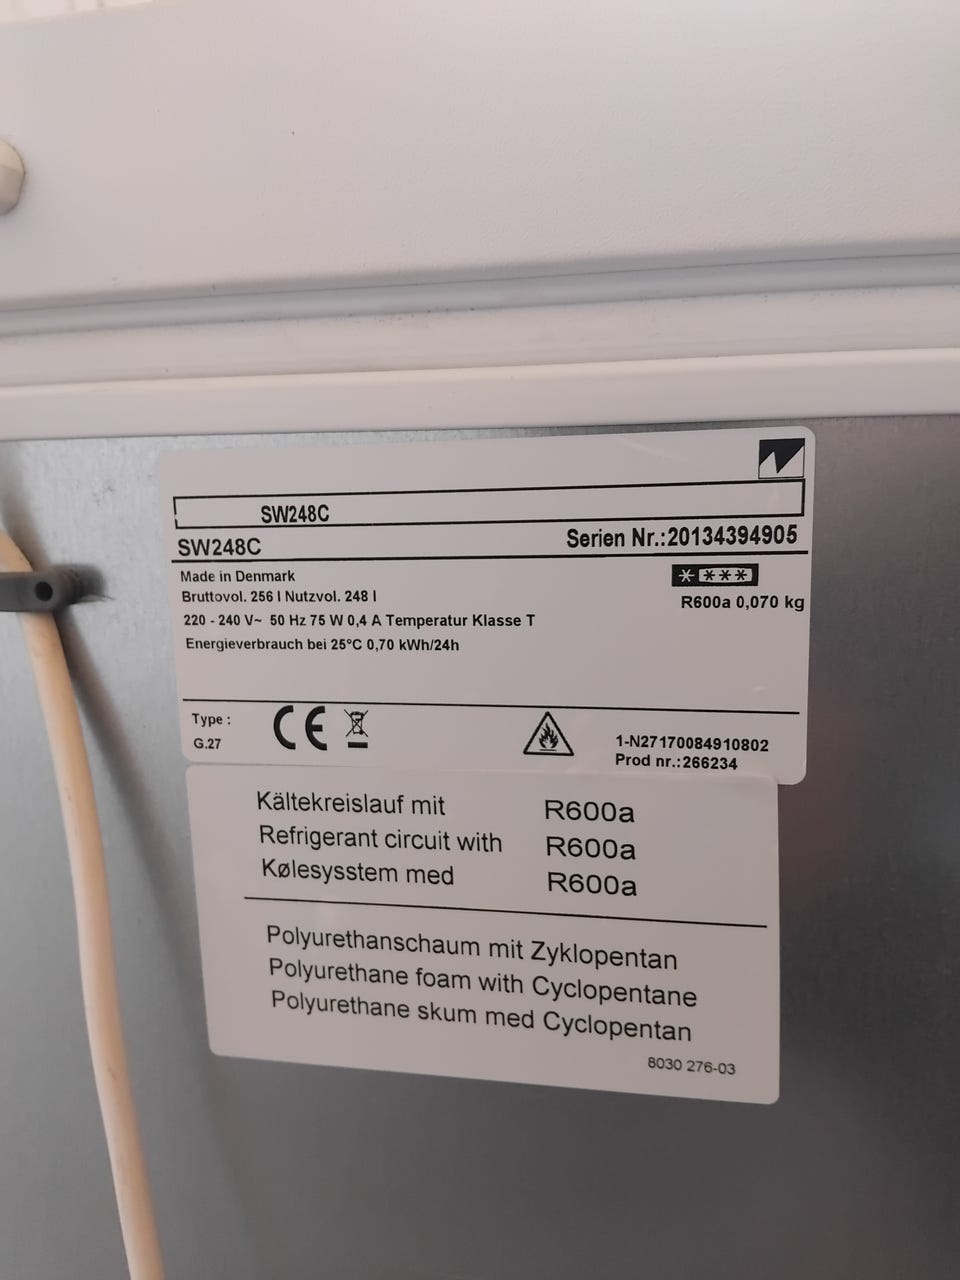 SW248C
SW248C Serien Nr.:20134394905
Made in Denmark
Bruttovol. 256 l Nutzvol. 248 l
R600a 0,070 kg
220 - 240 V~ 50 Hz 75 W 0,4 A Temperatur Klasse T
Energieverbrauch bei 25°C 0,70 kWh/24h
Type :
G.27
CE
1-N27170084910802
Prod nr.:266234
Kältekreislauf mit R600a
Refrigerant circuit with R600a
Kølesysstem med R600a
Polyurethanschaum mit Zyklopentan
Polyurethane foam with Cyclopentane
Polyurethane skum med Cyclopentan
8030 276-03